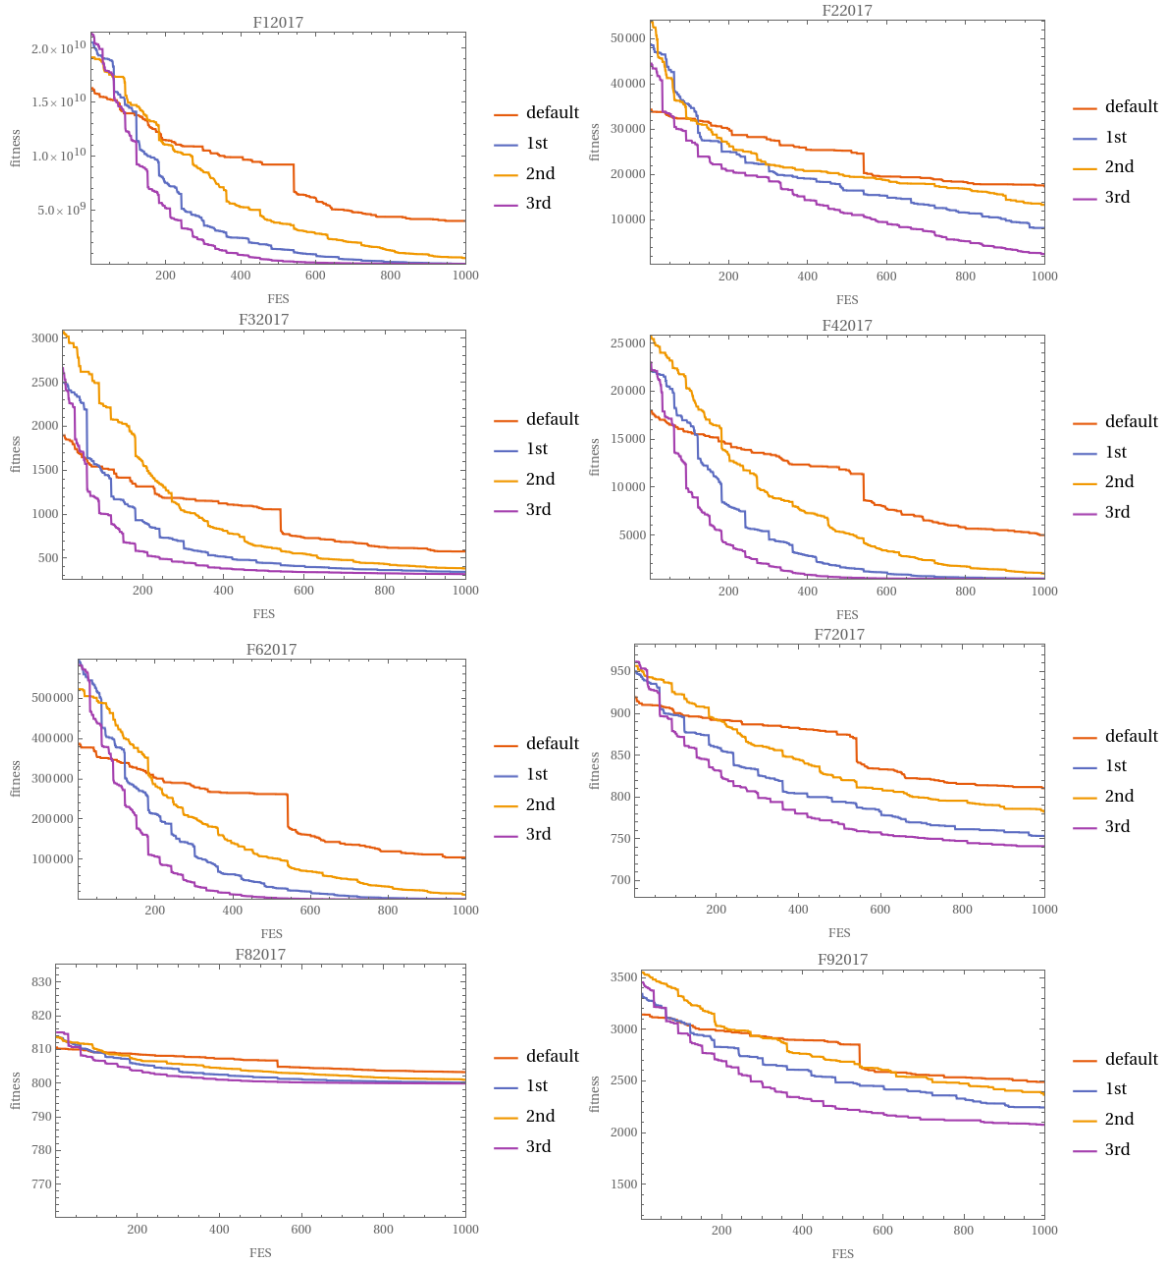 F12017
2.0 × 10^10
1.5 × 10^10
1.0 × 10^10
5.0 × 10^9
fitness
200 400 600 800 1000
FES
default
1st
2nd
3rd
F22017
50000
40000
30000
20000
10000
fitness
200 400 600 800 1000
FES
default
1st
2nd
3rd
F32017
3000
2500
2000
1500
1000
500
fitness
200 400 600 800 1000
FES
default
1st
2nd
3rd
F42017
25000
20000
15000
10000
5000
fitness
200 400 600 800 1000
FES
default
1st
2nd
3rd
F62017
500000
400000
300000
200000
100000
fitness
200 400 600 800 1000
FES
default
1st
2nd
3rd
F72017
950
900
850
800
750
700
fitness
200 400 600 800 1000
FES
default
1st
2nd
3rd
F82017
830
820
810
800
790
780
770
fitness
200 400 600 800 1000
FES
default
1st
2nd
3rd
F92017
3500
3000
2500
2000
1500
fitness
200 400 600 800 1000
FES
default
1st
2nd
3rd